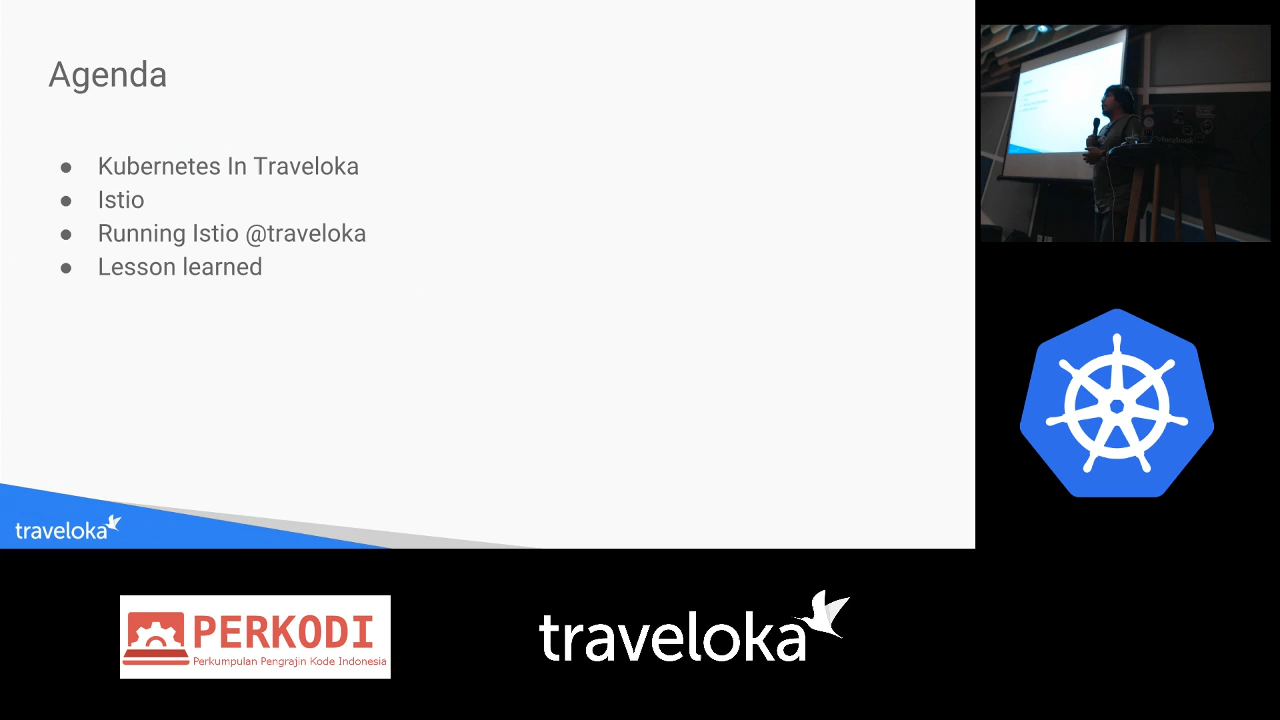 Agenda
● Kubernetes In Traveloka
● Istio
● Running Istio @traveloka
● Lesson learned
traveloka
PERKODI
Perkumpulan Pengrajin Kode Indonesia
traveloka